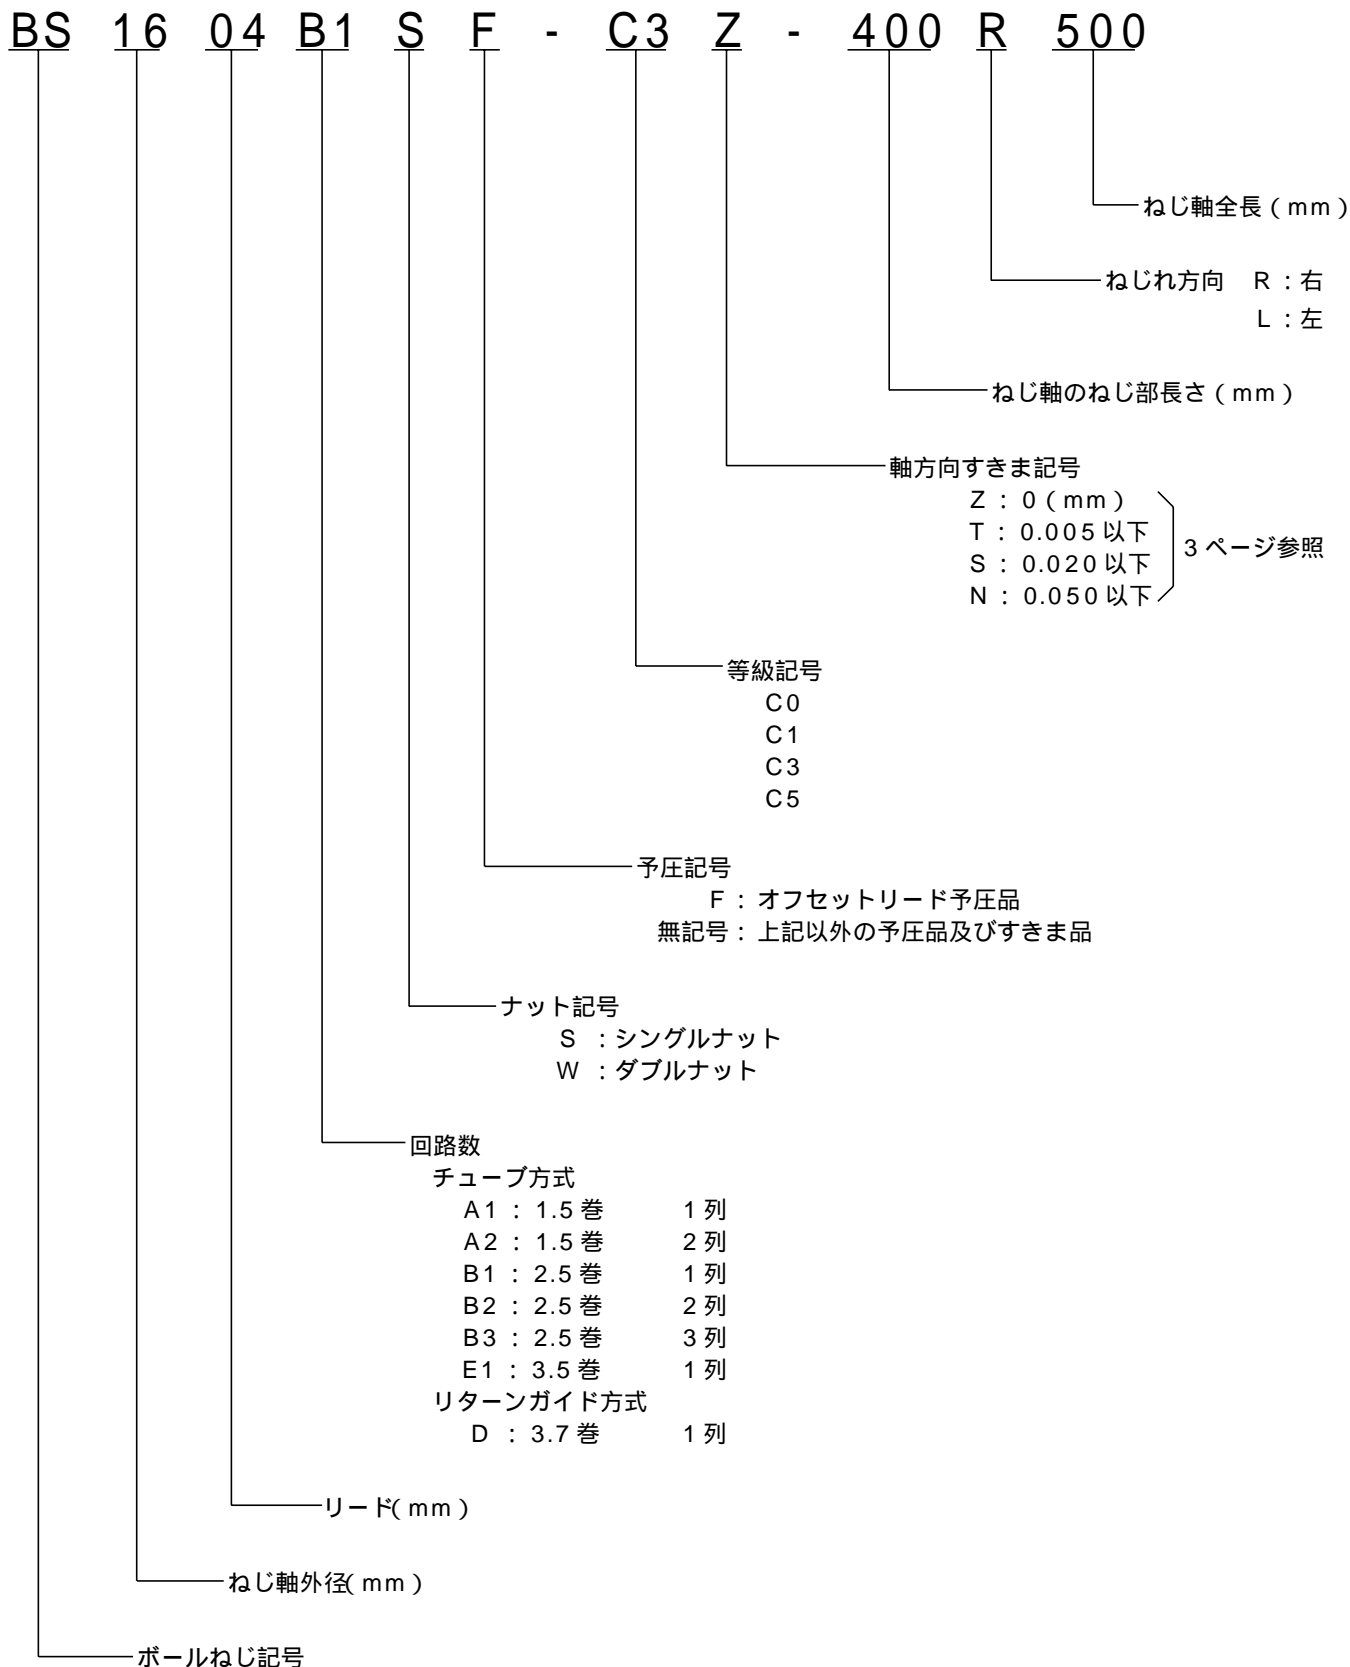 BS 16 04 B1 S F - C3 Z - 400 R 500
ねじ軸全長(mm)
ねじれ方向 R:右
L:左
ねじ軸のねじ部長さ(mm)
軸方向すきま記号
Z:0(mm)
T:0.005以下
3ページ参照
S:0.020以下
N:0.050以下
等級記号
C0
C1
C3
C5
予圧記号
F:オフセットリード予圧品
無記号:上記以外の予圧品及びすきま品
ナット記号
S:シングルナット
W:ダブルナット
回路数
チューブ方式
A1:1.5巻 1列
A2:1.5巻 2列
B1:2.5巻 1列
B2:2.5巻 2列
B3:2.5巻 3列
E1:3.5巻 1列
リターンガイド方式
D:3.7巻 1列
リード(mm)
ねじ軸外径(mm)
ボールねじ記号